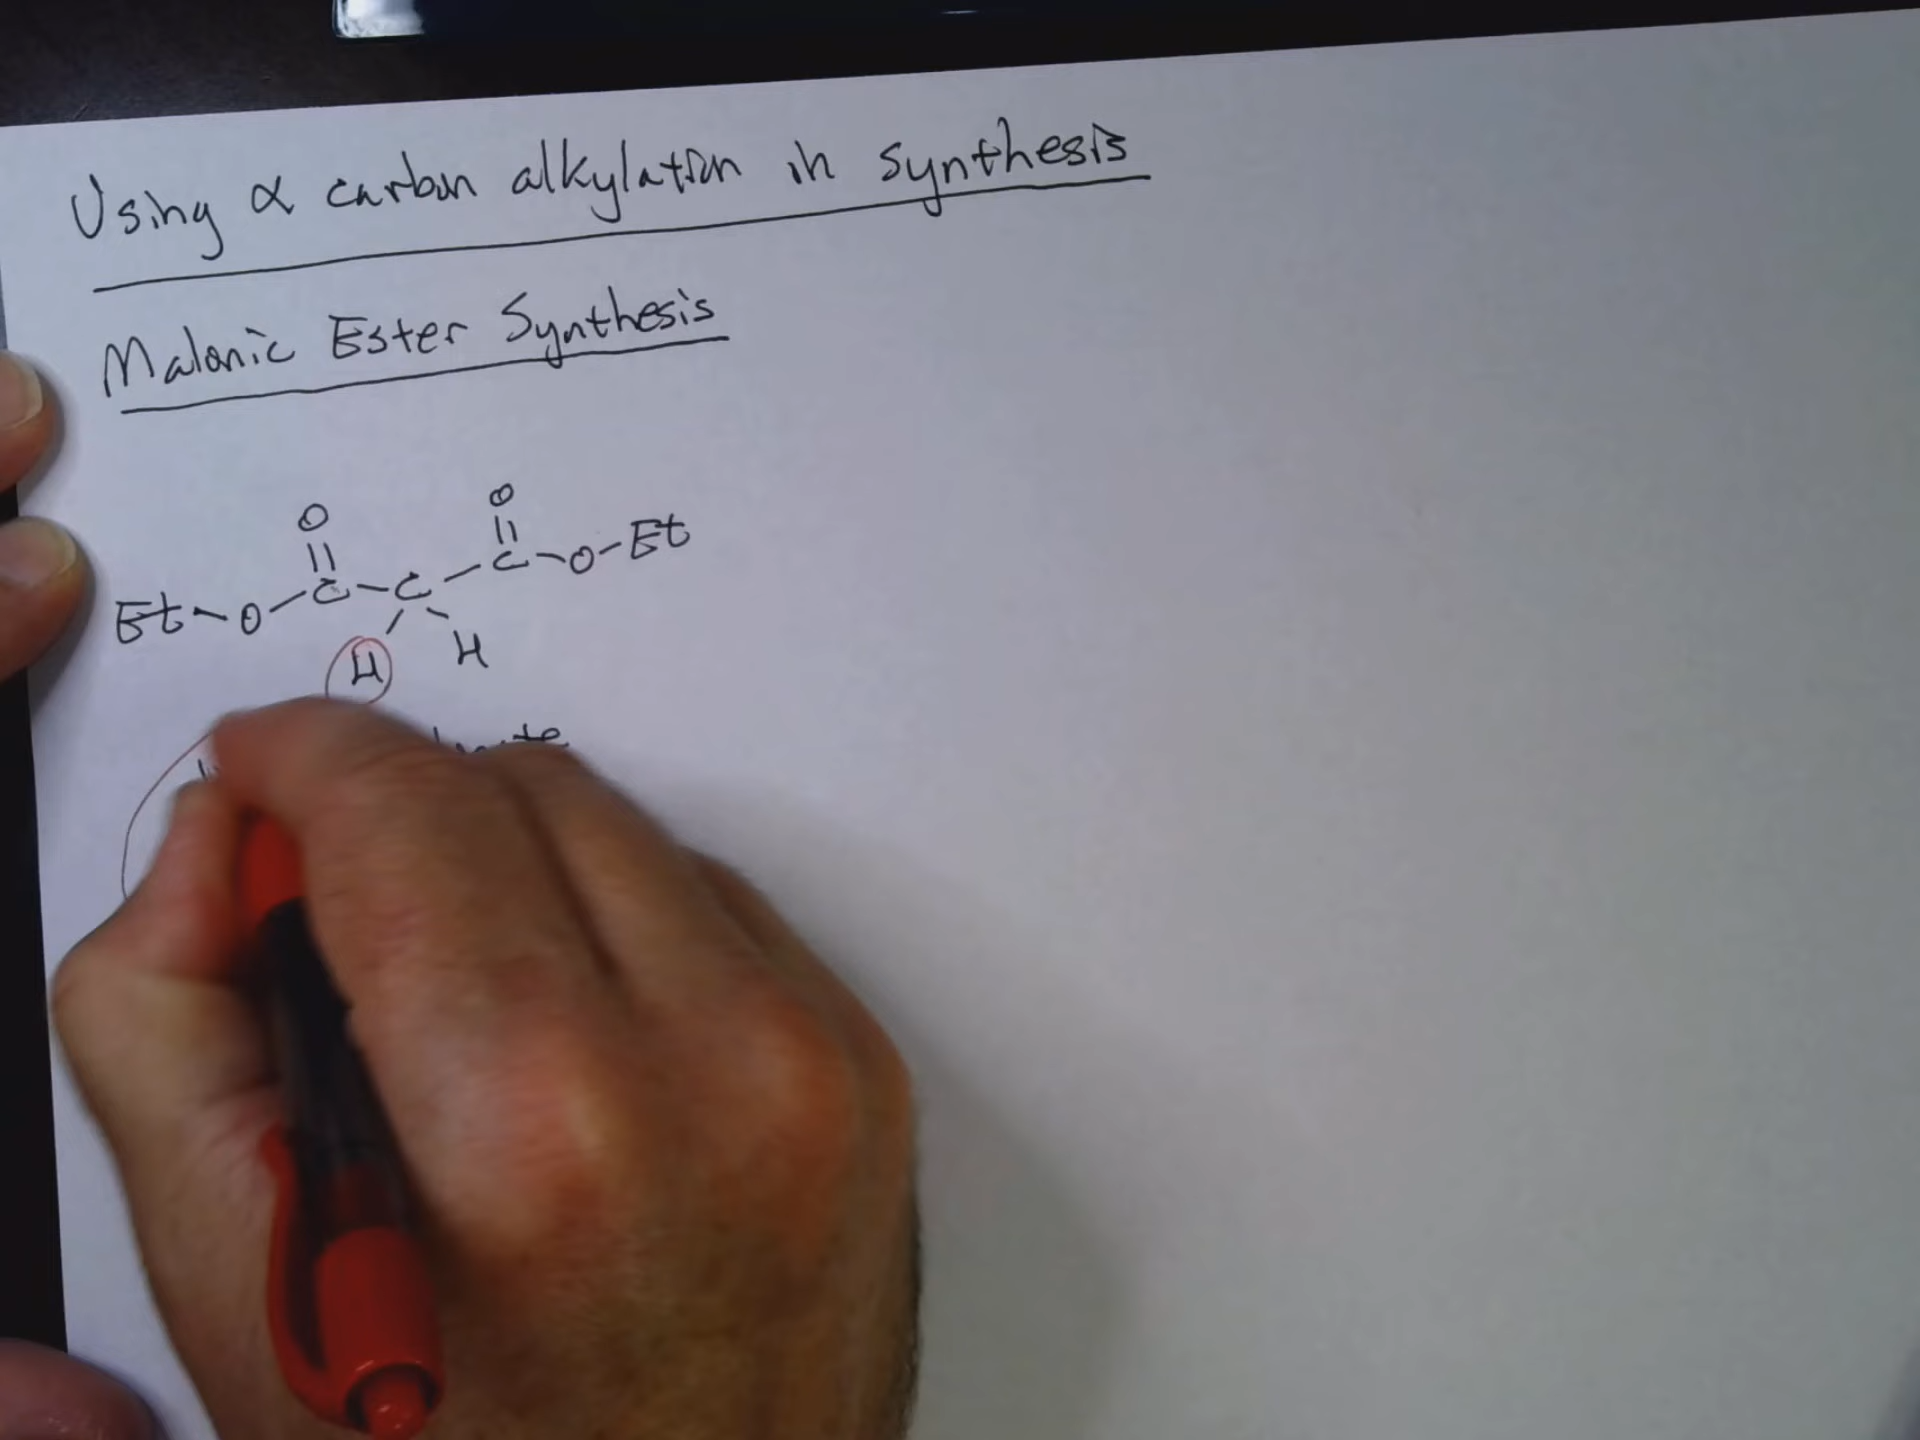 Using α carbon alkylation in synthesis
Malonic Ester Synthesis
O O
Et-O-C-C-C-O-Et
H H